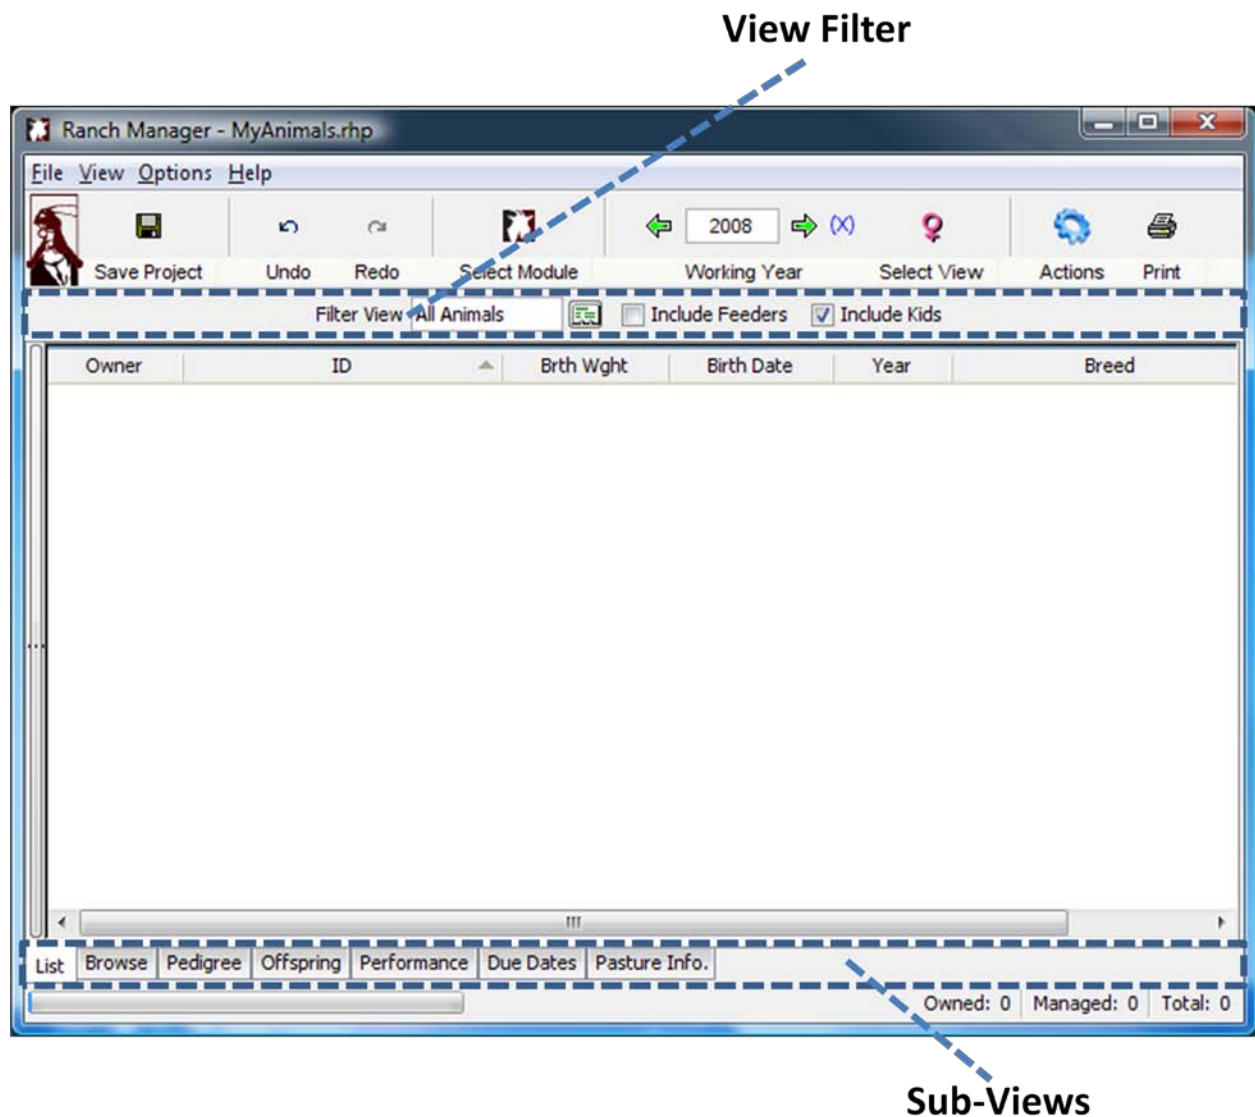 View Filter
Ranch Manager - MyAnimals.rhp
File View Options Help
2008 (X)
Save Project Undo Redo Select Module Working Year Select View Actions Print
Filter View All Animals Include Feeders Include Kids
Owner ID Brth Wght Birth Date Year Breed
List Browse Pedigree Offspring Performance Due Dates Pasture Info.
Owned: 0 Managed: 0 Total: 0
Sub-Views